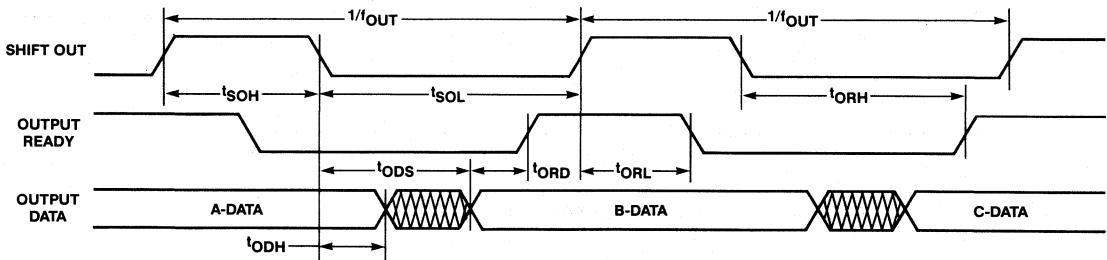 1/fOUT
1/fOUT
SHIFT OUT
tSOH
tSOL
tORH
OUTPUT
READY
tODS
tORD
tORL
OUTPUT
DATA
A-DATA
B-DATA
C-DATA
tODH